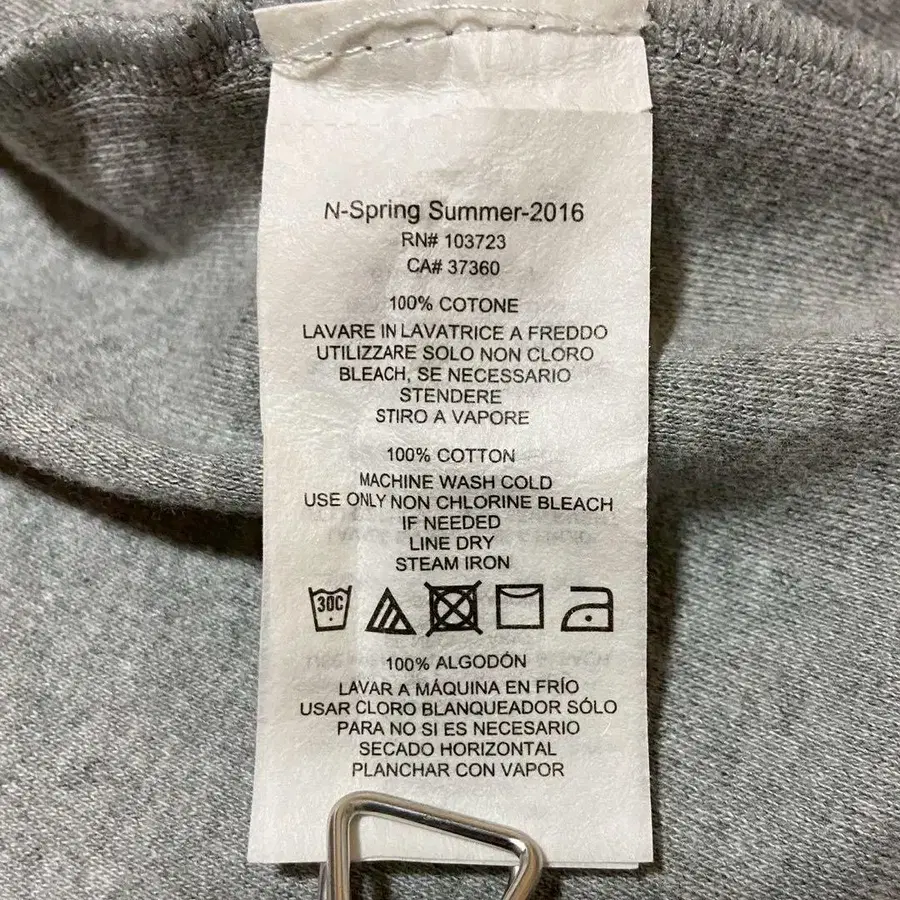 N-Spring Summer-2016
RN# 103723
CA# 37360
100% COTONE
LAVARE IN LAVATRICE A FREDDO
UTILIZZARE SOLO NON CLORO
BLEACH, SE NECESSARIO
STENDERE
STIRO A VAPORE
100% COTTON
MACHINE WASH COLD
USE ONLY NON CHLORINE BLEACH
IF NEEDED
LINE DRY
STEAM IRON
30C
100% ALGODÓN
LAVAR A MÁQUINA EN FRÍO
USAR CLORO BLANQUEADOR SÓLO
PARA NO SI ES NECESARIO
SECADO HORIZONTAL
PLANCHAR CON VAPOR